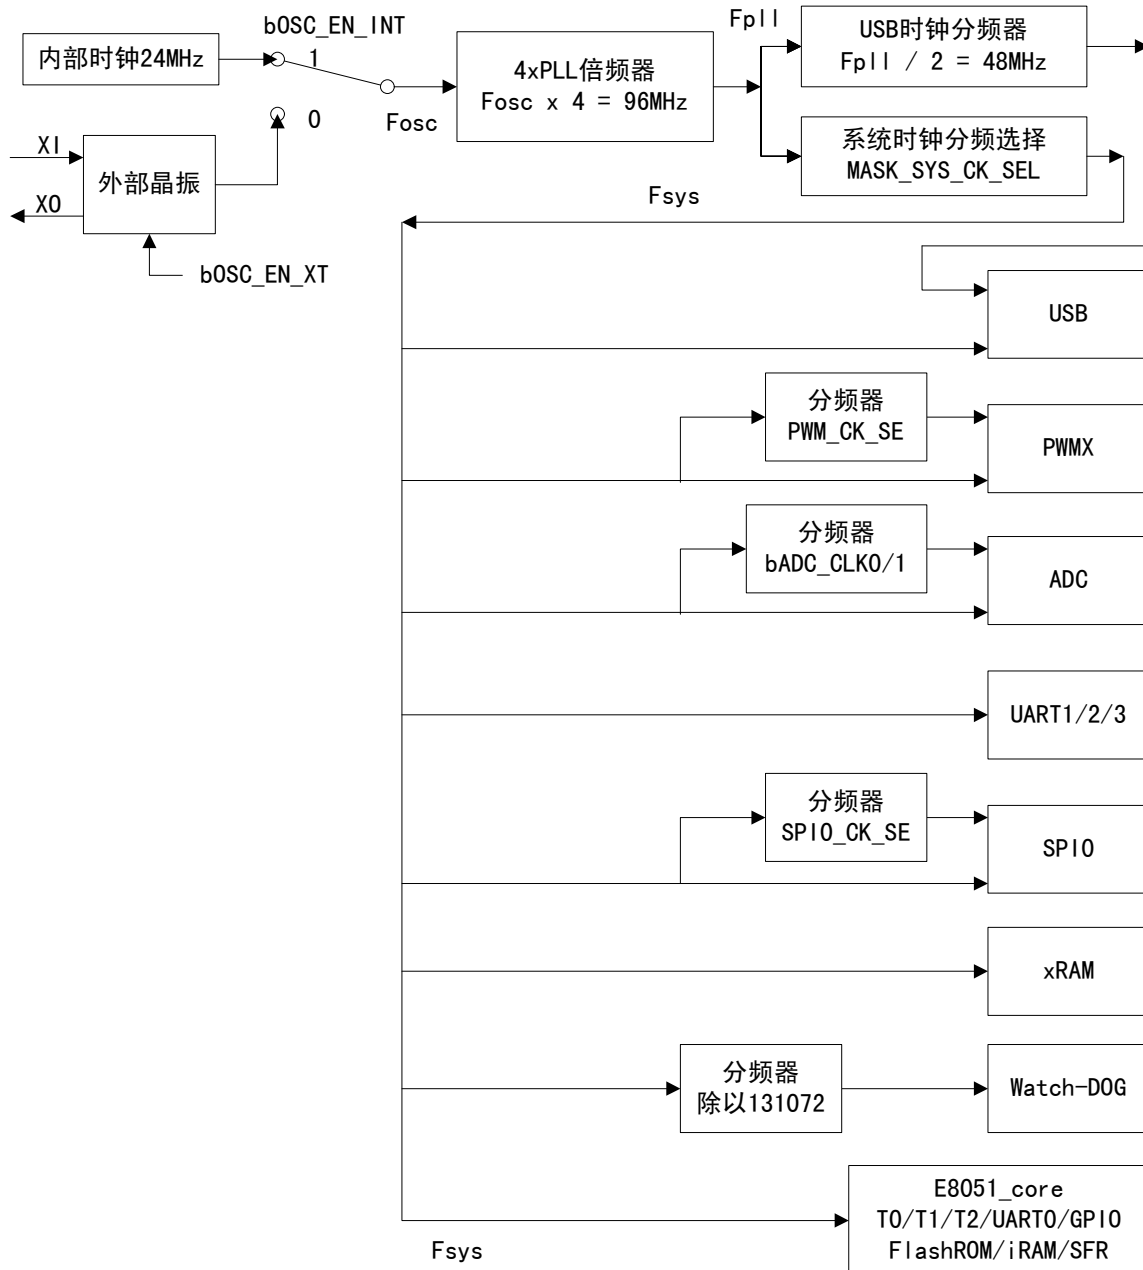 bOSC_EN_INT
内部时钟24MHz
1
0
Fosc
XI
XO
外部晶振
bOSC_EN_XT
4xPLL倍频器
Fosc x 4 = 96MHz
Fpll
USB时钟分频器
Fpll / 2 = 48MHz
系统时钟分频选择
MASK_SYS_CK_SEL
Fsys
USB
分频器
PWM_CK_SE
PWMX
分频器
bADC_CLK0/1
ADC
UART1/2/3
分频器
SPI0_CK_SE
SPI0
xRAM
分频器
除以131072
Watch-DOG
E8051_core
T0/T1/T2/UART0/GPIO
FlashROM/iRAM/SFR
Fsys